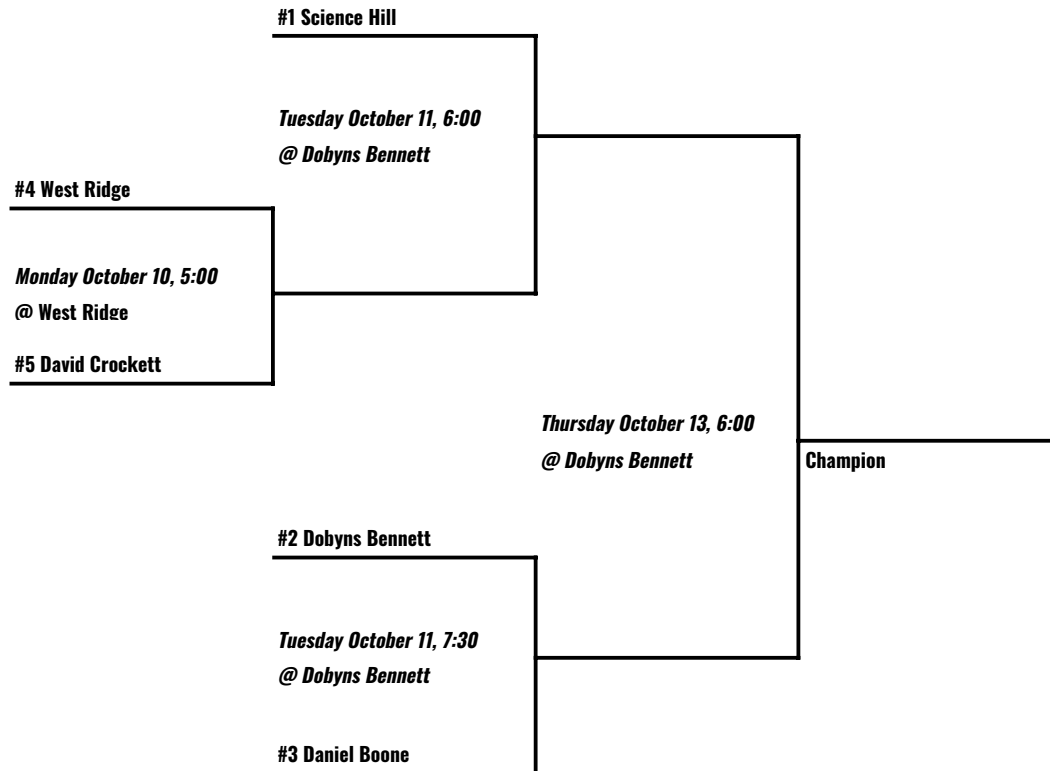 #1 Science Hill
Tuesday October 11, 6:00
@ Dobyns Bennett
#4 West Ridge
Monday October 10, 5:00
@ West Ridge
#5 David Crockett
Thursday October 13, 6:00
@ Dobyns Bennett
Champion
#2 Dobyns Bennett
Tuesday October 11, 7:30
@ Dobyns Bennett
#3 Daniel Boone